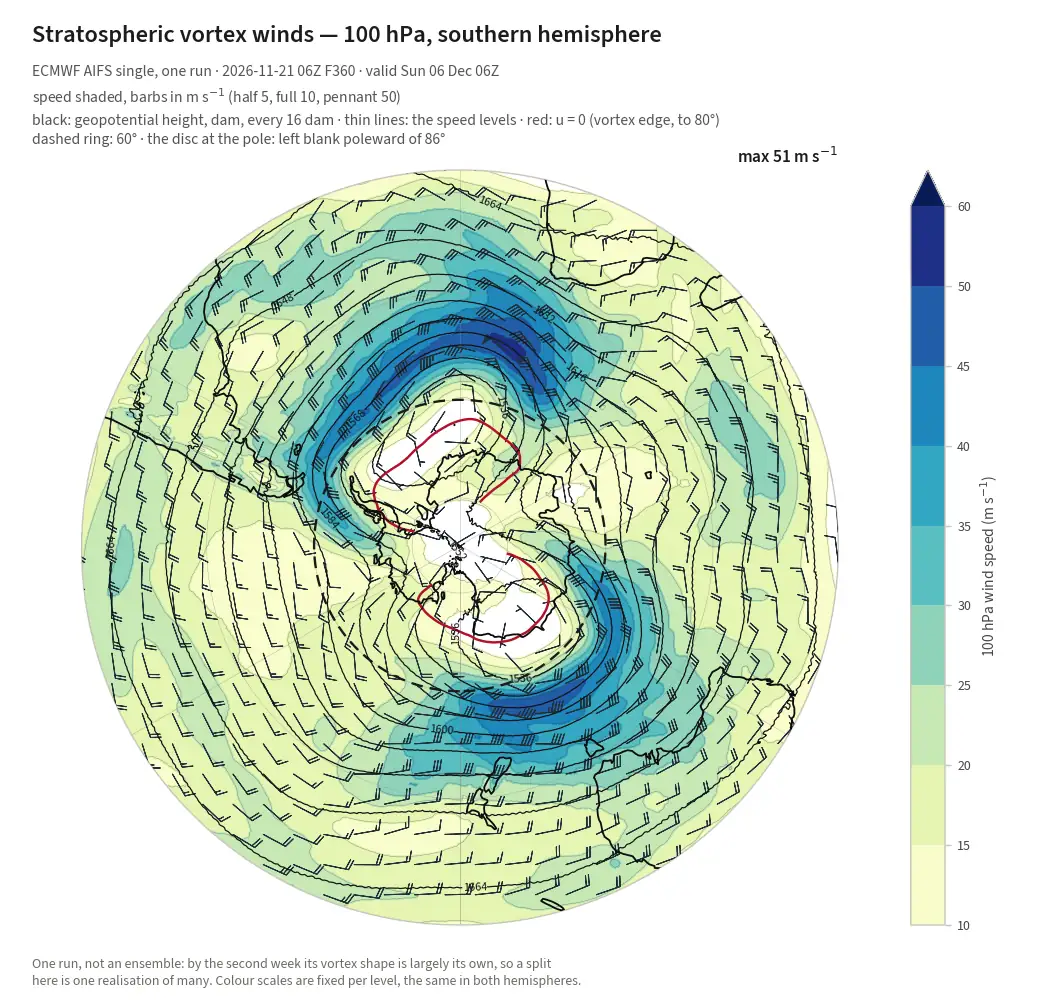 Stratospheric vortex winds — 100 hPa, southern hemisphere
ECMWF AIFS single, one run · 2026-11-21 06Z F360 · valid Sun 06 Dec 06Z
speed shaded, barbs in m s⁻¹ (half 5, full 10, pennant 50)
black: geopotential height, dam, every 16 dam · thin lines: the speed levels · red: u = 0 (vortex edge, to 80°)
dashed ring: 60° · the disc at the pole: left blank poleward of 86°
max 51 m s⁻¹
1664
1648
1632
1616
1568
1584
1664
1536
1536
1600
1664
60
50
45
40
35
30
25
20
15
10
100 hPa wind speed (m s⁻¹)
One run, not an ensemble: by the second week its vortex shape is largely its own, so a split
here is one realisation of many. Colour scales are fixed per level, the same in both hemispheres.